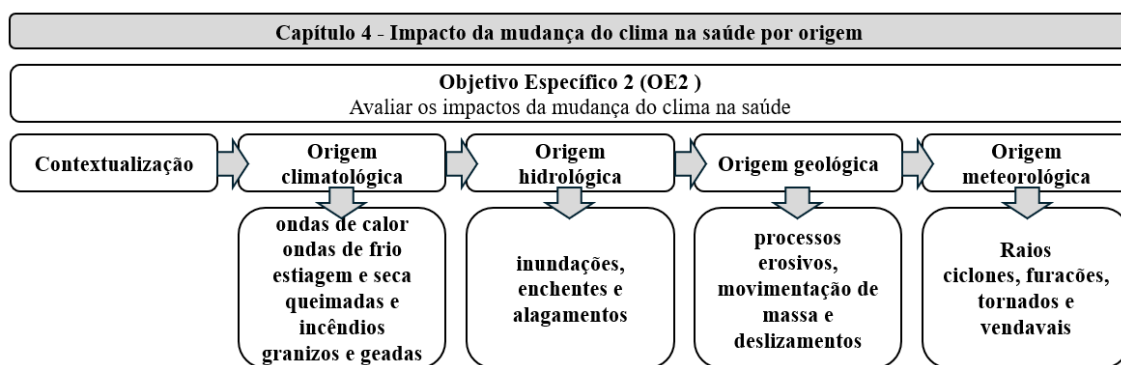 Capítulo 4 - Impacto da mudança do clima na saúde por origem
Objetivo Específico 2 (OE2 )
Avaliar os impactos da mudança do clima na saúde
Contextualização
Origem
climatológica
Origem
hidrológica
Origem geológica
Origem
meteorológica
ondas de calor
ondas de frio
estiagem e seca
queimadas e
incêndios
granizos e geadas
inundações,
enchentes e
alagamentos
processos
erosivos,
movimentação de
massa e
deslizamentos
Raios
ciclones, furacões,
tornados e
vendavais